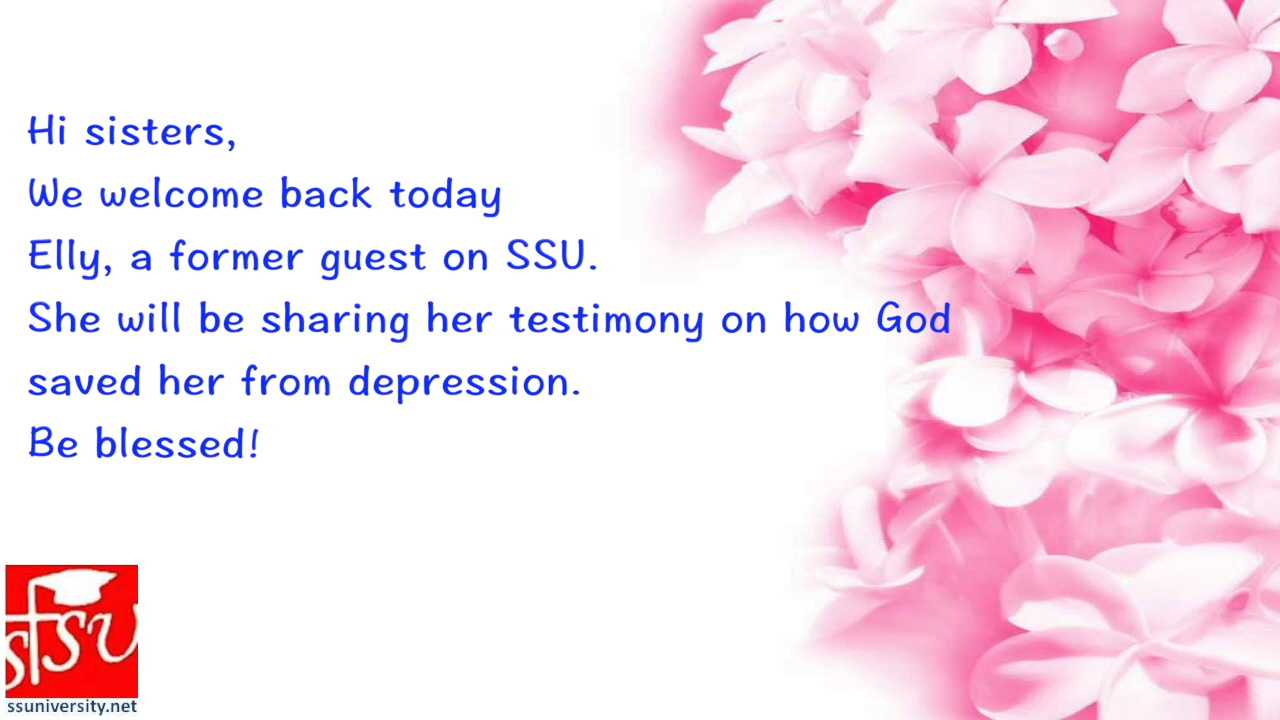 Hi sisters,
We welcome back today
Elly, a former guest on SSU.
She will be sharing her testimony on how God
saved her from depression.
Be blessed!
SSU
ssuniversity.net